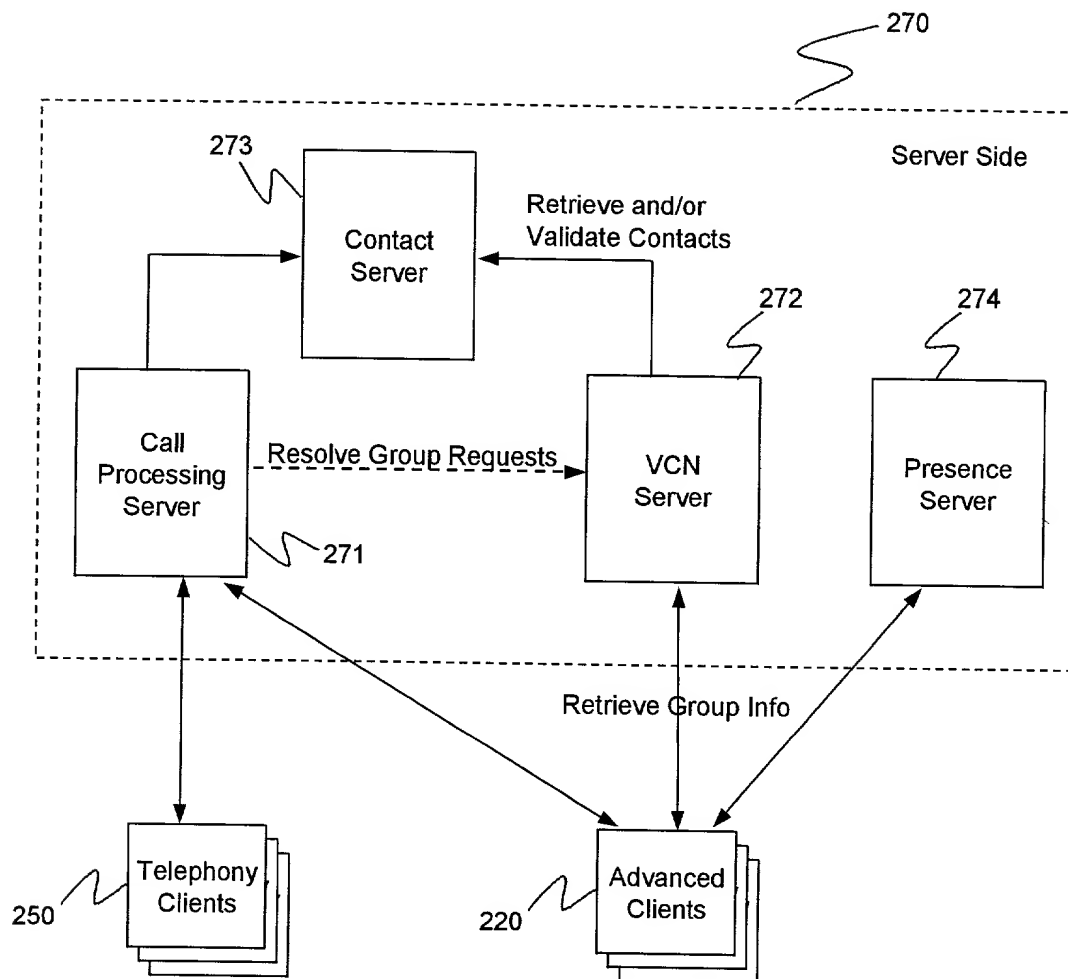 270
Server Side
273
Contact
Server
Retrieve and/or
Validate Contacts
272
274
Call
Processing
Server
Resolve Group Requests
VCN
Server
Presence
Server
271
Retrieve Group Info
Telephony
Clients
250
Advanced
Clients
220